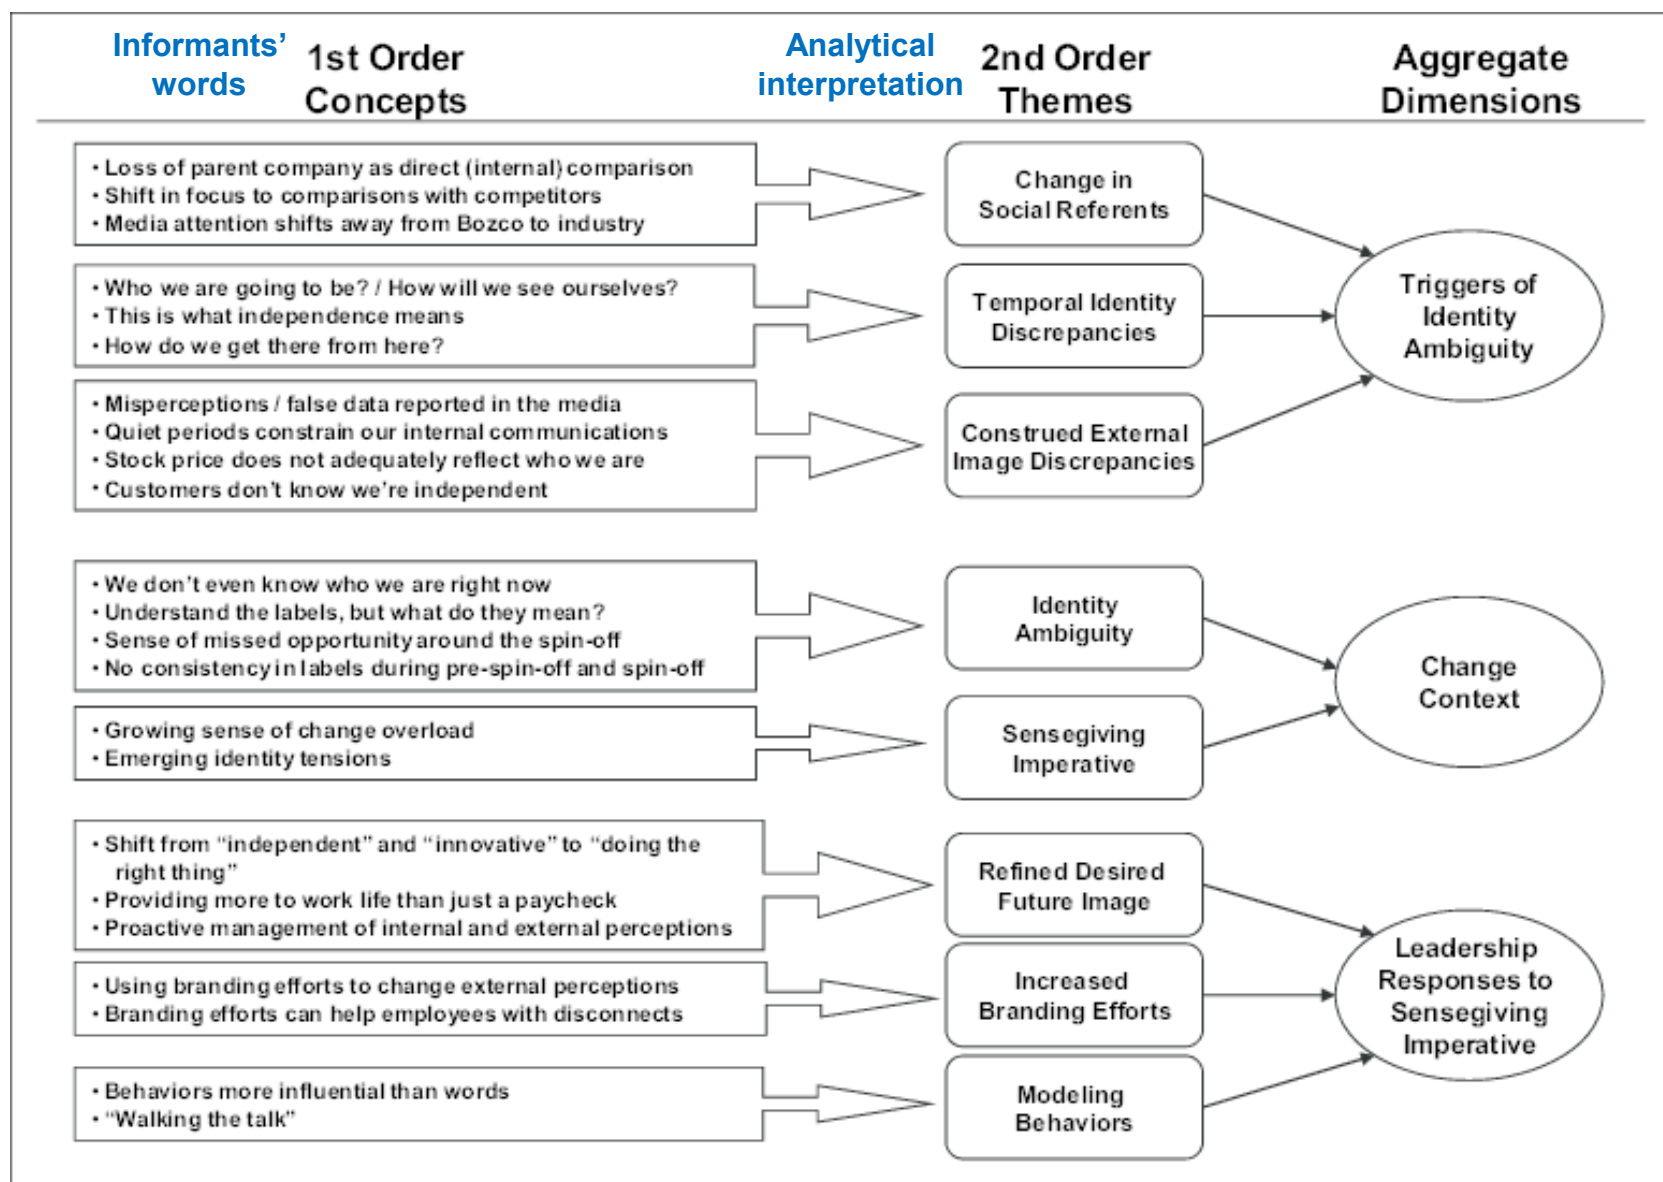 Informants’
words
1st Order
Concepts
Analytical
interpretation
2nd Order
Themes
Aggregate
Dimensions
• Loss of parent company as direct (internal) comparison
• Shift in focus to comparisons with competitors
• Media attention shifts away from Bozco to industry
Change in
Social Referents
• Who we are going to be? / How will we see ourselves?
• This is what independence means
• How do we get there from here?
Temporal Identity
Discrepancies
• Misperceptions / false data reported in the media
• Quiet periods constrain our internal communications
• Stock price does not adequately reflect who we are
• Customers don’t know we’re independent
Construed External
Image Discrepancies
Triggers of
Identity
Ambiguity
• We don’t even know who we are right now
• Understand the labels, but what do they mean?
• Sense of missed opportunity around the spin-off
• No consistency in labels during pre-spin-off and spin-off
Identity
Ambiguity
• Growing sense of change overload
• Emerging identity tensions
Sensegiving
Imperative
Change
Context
• Shift from “independent” and “innovative” to “doing the
right thing”
• Providing more to work life than just a paycheck
• Proactive management of internal and external perceptions
Refined Desired
Future Image
• Using branding efforts to change external perceptions
• Branding efforts can help employees with disconnects
Increased
Branding Efforts
• Behaviors more influential than words
• “Walking the talk”
Modeling
Behaviors
Leadership
Responses to
Sensegiving
Imperative